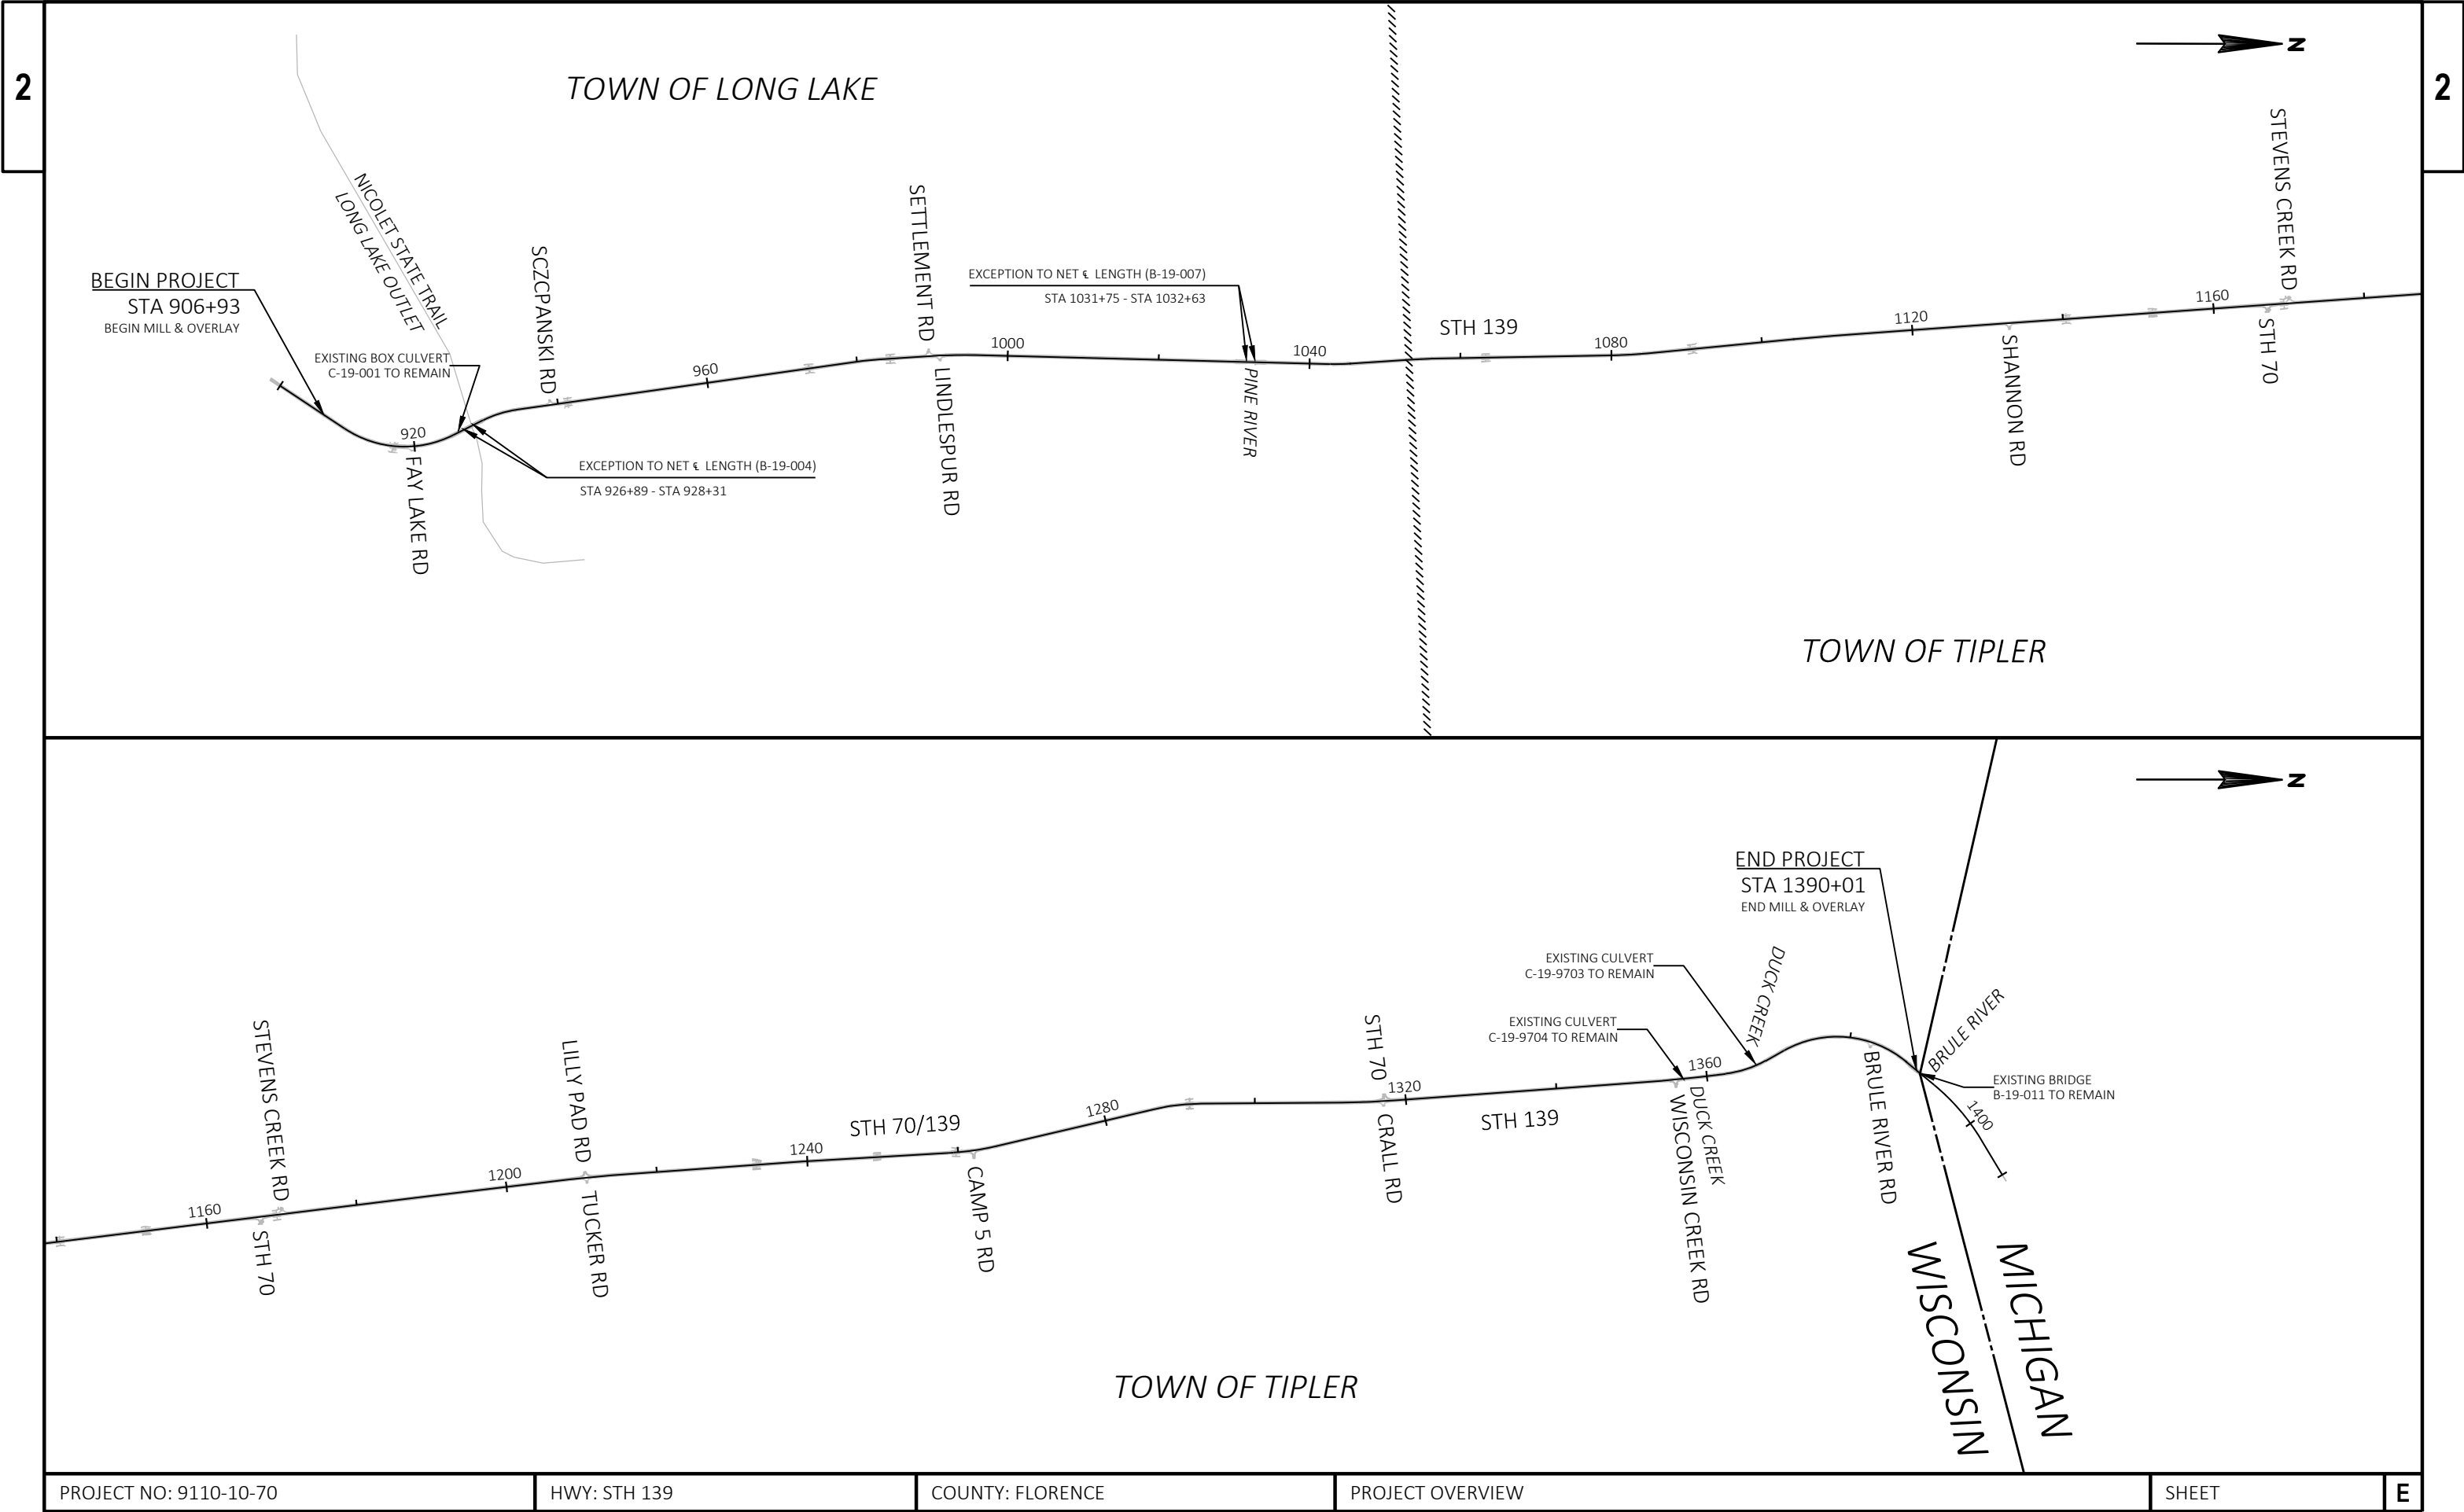 2
2
N
TOWN OF LONG LAKE
NICOLET STATE TRAIL
LONG LAKE OUTLET
BEGIN PROJECT
STA 906+93
BEGIN MILL & OVERLAY
EXISTING BOX CULVERT
C-19-001 TO REMAIN
920
FAY LAKE RD
EXCEPTION TO NET ℄ LENGTH (B-19-004)
STA 926+89 - STA 928+31
SCZCPANSKI RD
960
SETTLEMENT RD
LINDLESPUR RD
1000
EXCEPTION TO NET ℄ LENGTH (B-19-007)
STA 1031+75 - STA 1032+63
PINE RIVER
1040
STH 139
1080
1120
SHANNON RD
1160
STEVENS CREEK RD
STH 70
TOWN OF TIPLER
N
1160
STEVENS CREEK RD
STH 70
1200
LILLY PAD RD
TUCKER RD
1240
STH 70/139
CAMP 5 RD
1280
STH 70
1320
CRALL RD
STH 139
EXISTING CULVERT
C-19-9703 TO REMAIN
EXISTING CULVERT
C-19-9704 TO REMAIN
DUCK CREEK
1360
DUCK CREEK
WISCONSIN CREEK RD
END PROJECT
STA 1390+01
END MILL & OVERLAY
BRULE RIVER RD
BRULE RIVER
EXISTING BRIDGE
B-19-011 TO REMAIN
1400
WISCONSIN
MICHIGAN
TOWN OF TIPLER
PROJECT NO: 9110-10-70
HWY: STH 139
COUNTY: FLORENCE
PROJECT OVERVIEW
SHEET
E